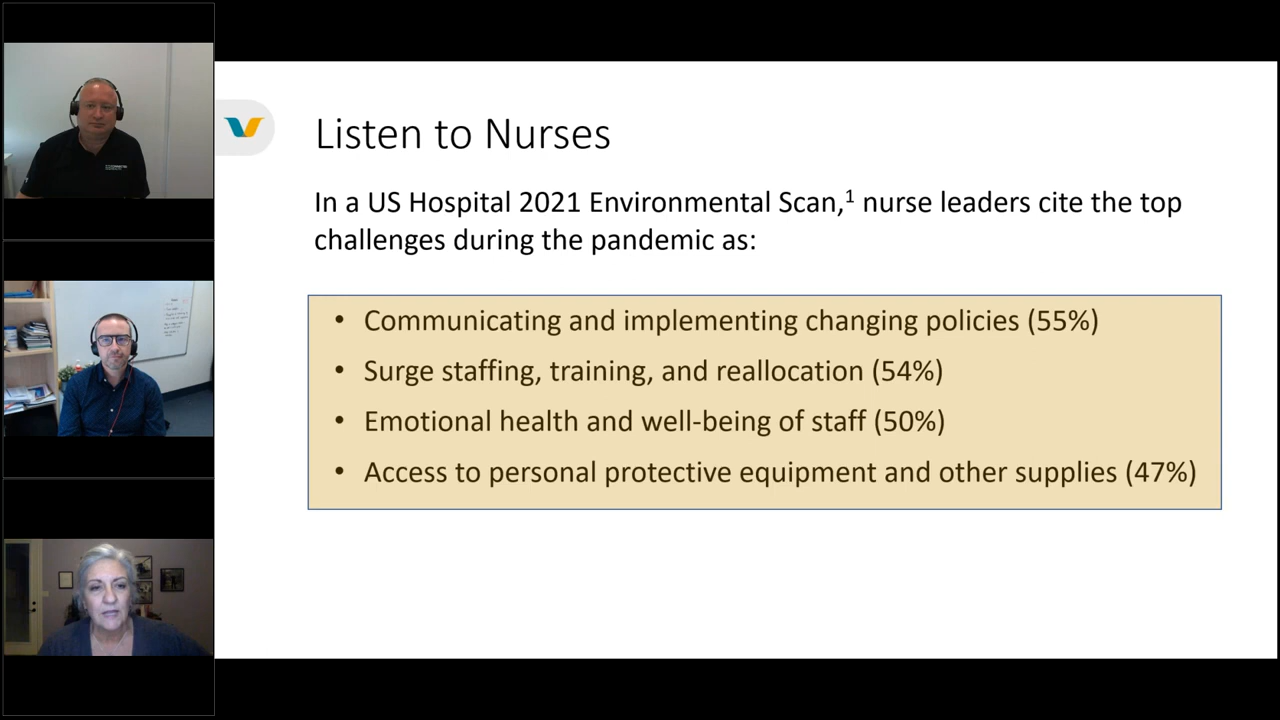 Listen to Nurses
In a US Hospital 2021 Environmental Scan,¹ nurse leaders cite the top
challenges during the pandemic as:
• Communicating and implementing changing policies (55%)
• Surge staffing, training, and reallocation (54%)
• Emotional health and well-being of staff (50%)
• Access to personal protective equipment and other supplies (47%)